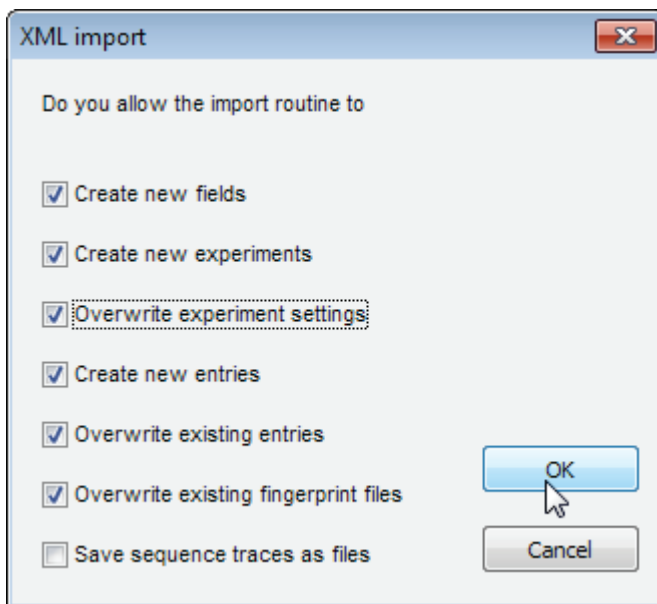 XML import
Do you allow the import routine to
Create new fields
Create new experiments
Overwrite experiment settings
Create new entries
Overwrite existing entries
Overwrite existing fingerprint files
Save sequence traces as files
OK
Cancel